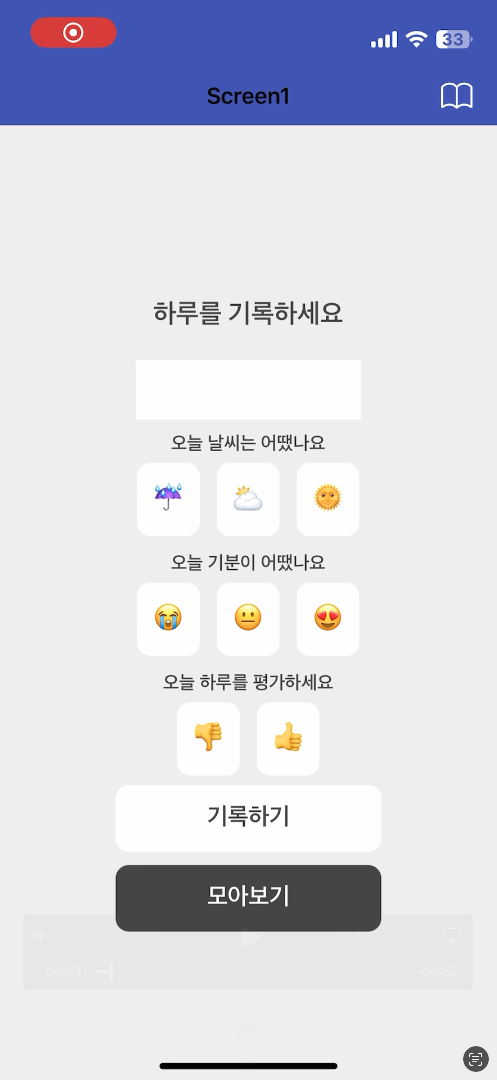 33
Screen1
하루를 기록하세요
오늘 날씨는 어땠나요
오늘 기분이 어땠나요
오늘 하루를 평가하세요
기록하기
모아보기
00:03 -00:53